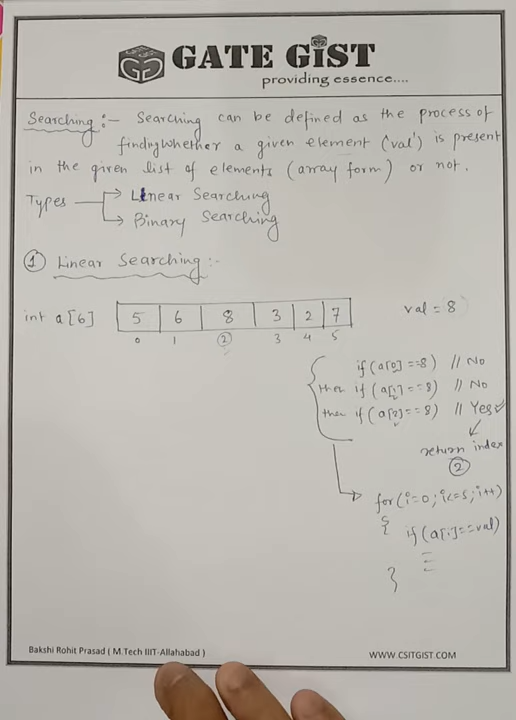 GATE GIST
providing essence....
Searching :- Searching can be defined as the process of
finding whether a given element ('val') is present
in the given list of elements (array form) or not.
Types → Linear Searching
→ Binary Searching
① Linear Searching :-
int a[6] 5 6 8 3 2 7 val = 8
0 1 ② 3 4 5
if (a[0] == 8) // No
then if (a[1] == 8) // No
then if (a[2] == 8) // Yes ✓
return index
②
for (i=0; i<=5; i++)
{ if (a[i]==val)
}
Bakshi Rohit Prasad ( M.Tech IIIT-Allahabad ) WWW.CSITGIST.COM